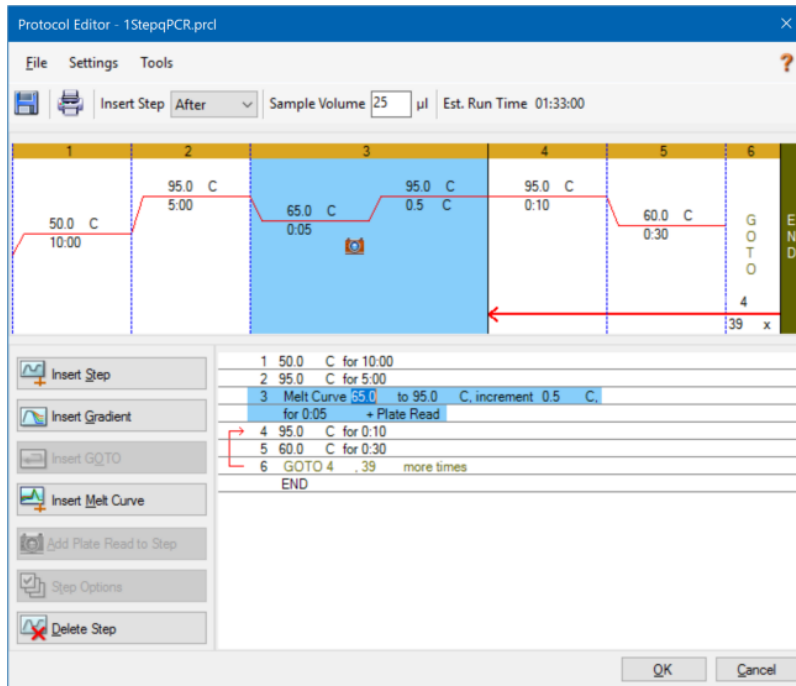 Protocol Editor - 1StepqPCR.prcl
File Settings Tools ?
Insert Step After Sample Volume 25 µl Est. Run Time 01:33:00
1 2 3 4 5 6
50.0 C
10:00
95.0 C
5:00
65.0 C
0:05
95.0 C
0.5 C
95.0 C
0:10
60.0 C
0:30
GOTO
4
39 x
END
Insert Step
Insert Gradient
Insert GOTO
Insert Melt Curve
Add Plate Read to Step
Step Options
Delete Step
1 50.0 C for 10:00
2 95.0 C for 5:00
3 Melt Curve 65.0 to 95.0 C, increment 0.5 C,
for 0:05 + Plate Read
4 95.0 C for 0:10
5 60.0 C for 0:30
6 GOTO 4 , 39 more times
END
OK Cancel